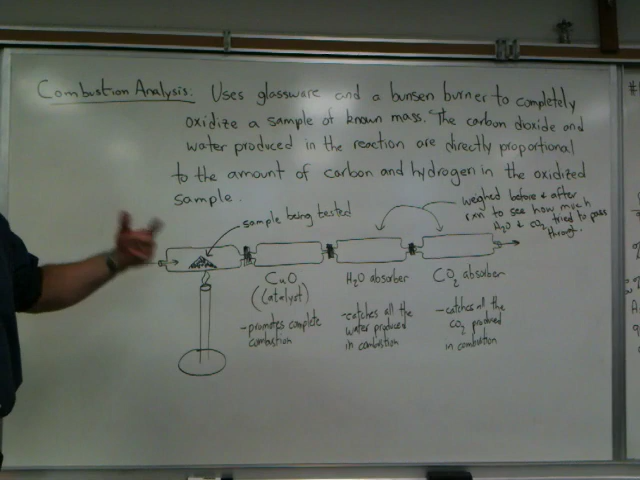 Combustion Analysis: Uses glassware and a bunsen burner to completely
oxidize a sample of known mass. The carbon dioxide and
water produced in the reaction are directly proportional
to the amount of carbon and hydrogen in the oxidized
sample.
weighed before & after
rxn to see how much
H2O & CO2 tried to pass
through.
sample being tested
CuO
(Catalyst)
-promotes complete
combustion
H2O absorber
-catches all the
water produced
in combustion
CO2 absorber
-catches all the
CO2 produced
in combustion